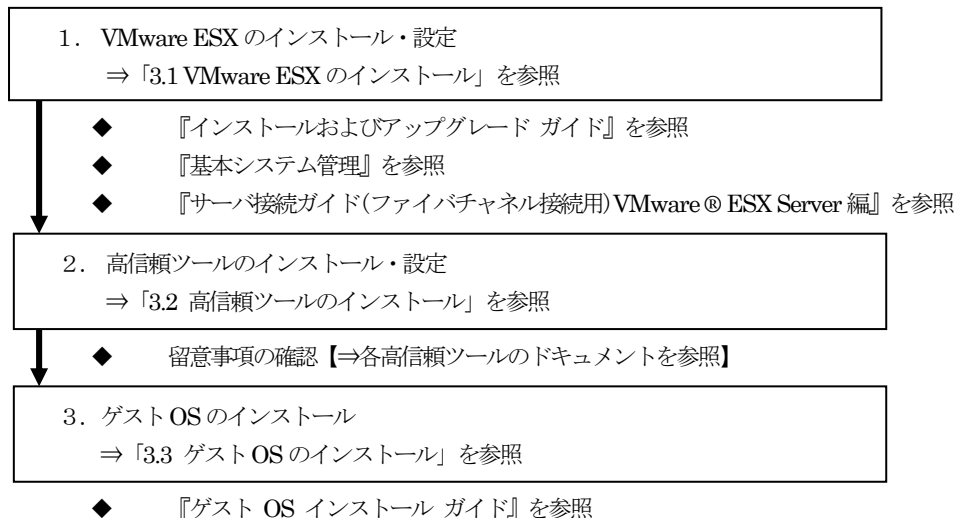 １． VMware ESX のインストール・設定
⇒「3.1 VMware ESX のインストール」を参照
◆ 『インストールおよびアップグレード ガイド』を参照
◆ 『基本システム管理』を参照
◆ 『サーバ接続ガイド(ファイバチャネル接続用)VMware® ESX Server 編』を参照
２． 高信頼ツールのインストール・設定
⇒「3.2 高信頼ツールのインストール」を参照
◆ 留意事項の確認【⇒各高信頼ツールのドキュメントを参照】
３．ゲスト OS のインストール
⇒「3.3 ゲスト OS のインストール」を参照
◆ 『ゲスト OS インストール ガイド』を参照